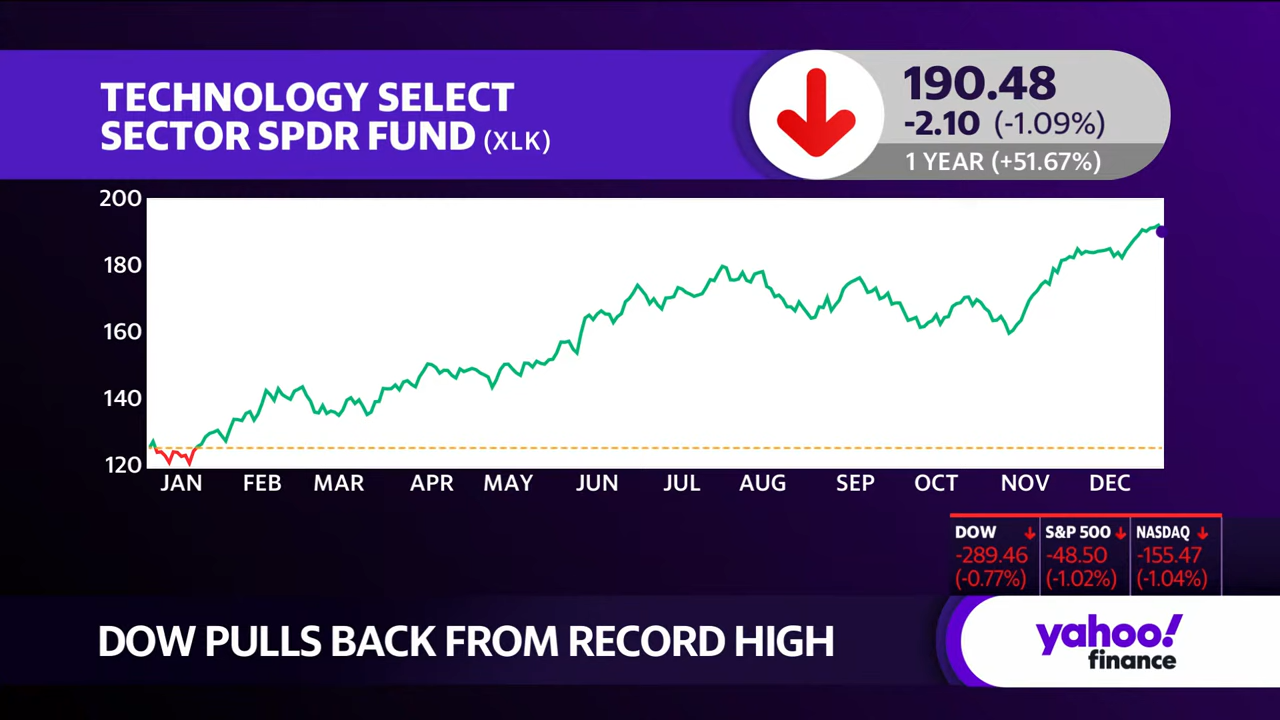 TECHNOLOGY SELECT
SECTOR SPDR FUND (XLK)
190.48
-2.10 (-1.09%)
1 YEAR (+51.67%)
200
180
160
140
120
JAN FEB MAR APR MAY JUN JUL AUG SEP OCT NOV DEC
DOW S&P 500 NASDAQ
-289.46 -48.50 -155.47
(-0.77%) (-1.02%) (-1.04%)
DOW PULLS BACK FROM RECORD HIGH
yahoo!
finance